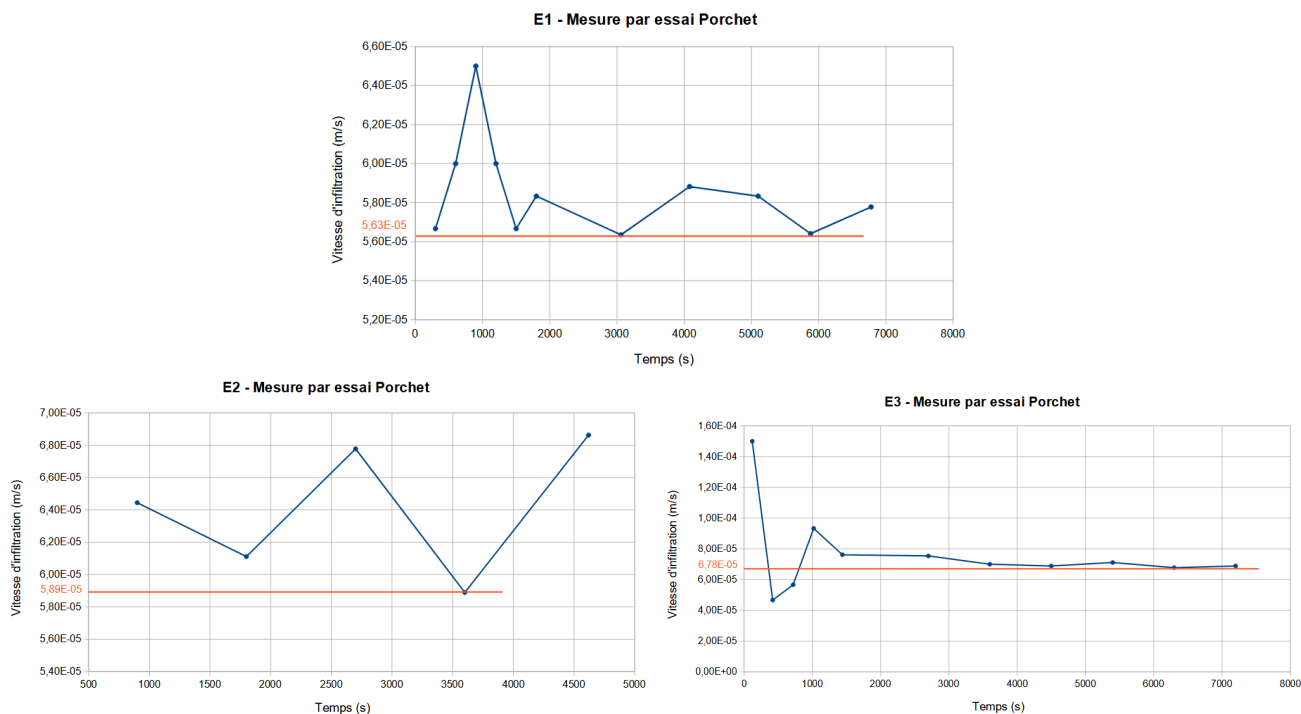 E1 - Mesure par essai Porchet
Vitesse d'infiltration (m/s)
6,60E-05
6,40E-05
6,20E-05
6,00E-05
5,80E-05
5,63E-05
5,60E-05
5,40E-05
5,20E-05
0 1000 2000 3000 4000 5000 6000 7000 8000
Temps (s)
E2 - Mesure par essai Porchet
Vitesse d'infiltration (m/s)
7,00E-05
6,80E-05
6,60E-05
6,40E-05
6,20E-05
6,00E-05
5,89E-05
5,80E-05
5,60E-05
5,40E-05
500 1000 1500 2000 2500 3000 3500 4000 4500 5000
Temps (s)
E3 - Mesure par essai Porchet
Vitesse d'infiltration (m/s)
1,60E-04
1,40E-04
1,20E-04
1,00E-04
8,00E-05
6,78E-05
6,00E-05
4,00E-05
2,00E-05
0,00E+00
0 1000 2000 3000 4000 5000 6000 7000 8000
Temps (s)